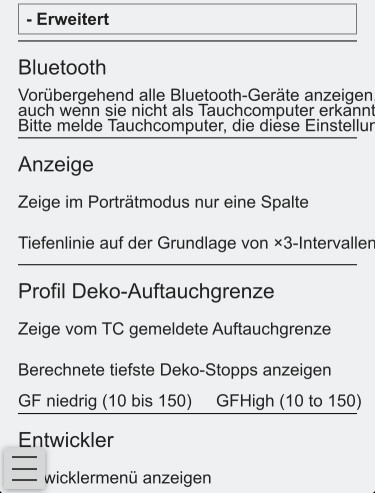 - Erweitert
Bluetooth
Vorübergehend alle Bluetooth-Geräte anzeigen,
auch wenn sie nicht als Tauchcomputer erkannt
Bitte melde Tauchcomputer, die diese
Anzeige
Zeige im Porträtmodus nur eine Spalte
Tiefenlinie auf der Grundlage von ×3-Intervallen
Profil Deko-Auftauchgrenze
Zeige vom TC gemeldete Auftauchgrenze
Berechnete tiefste Deko-Stopps anzeigen
GF niedrig (10 bis 150) GFHigh (10 to 150)
Entwickler
wicklermenü anzeigen